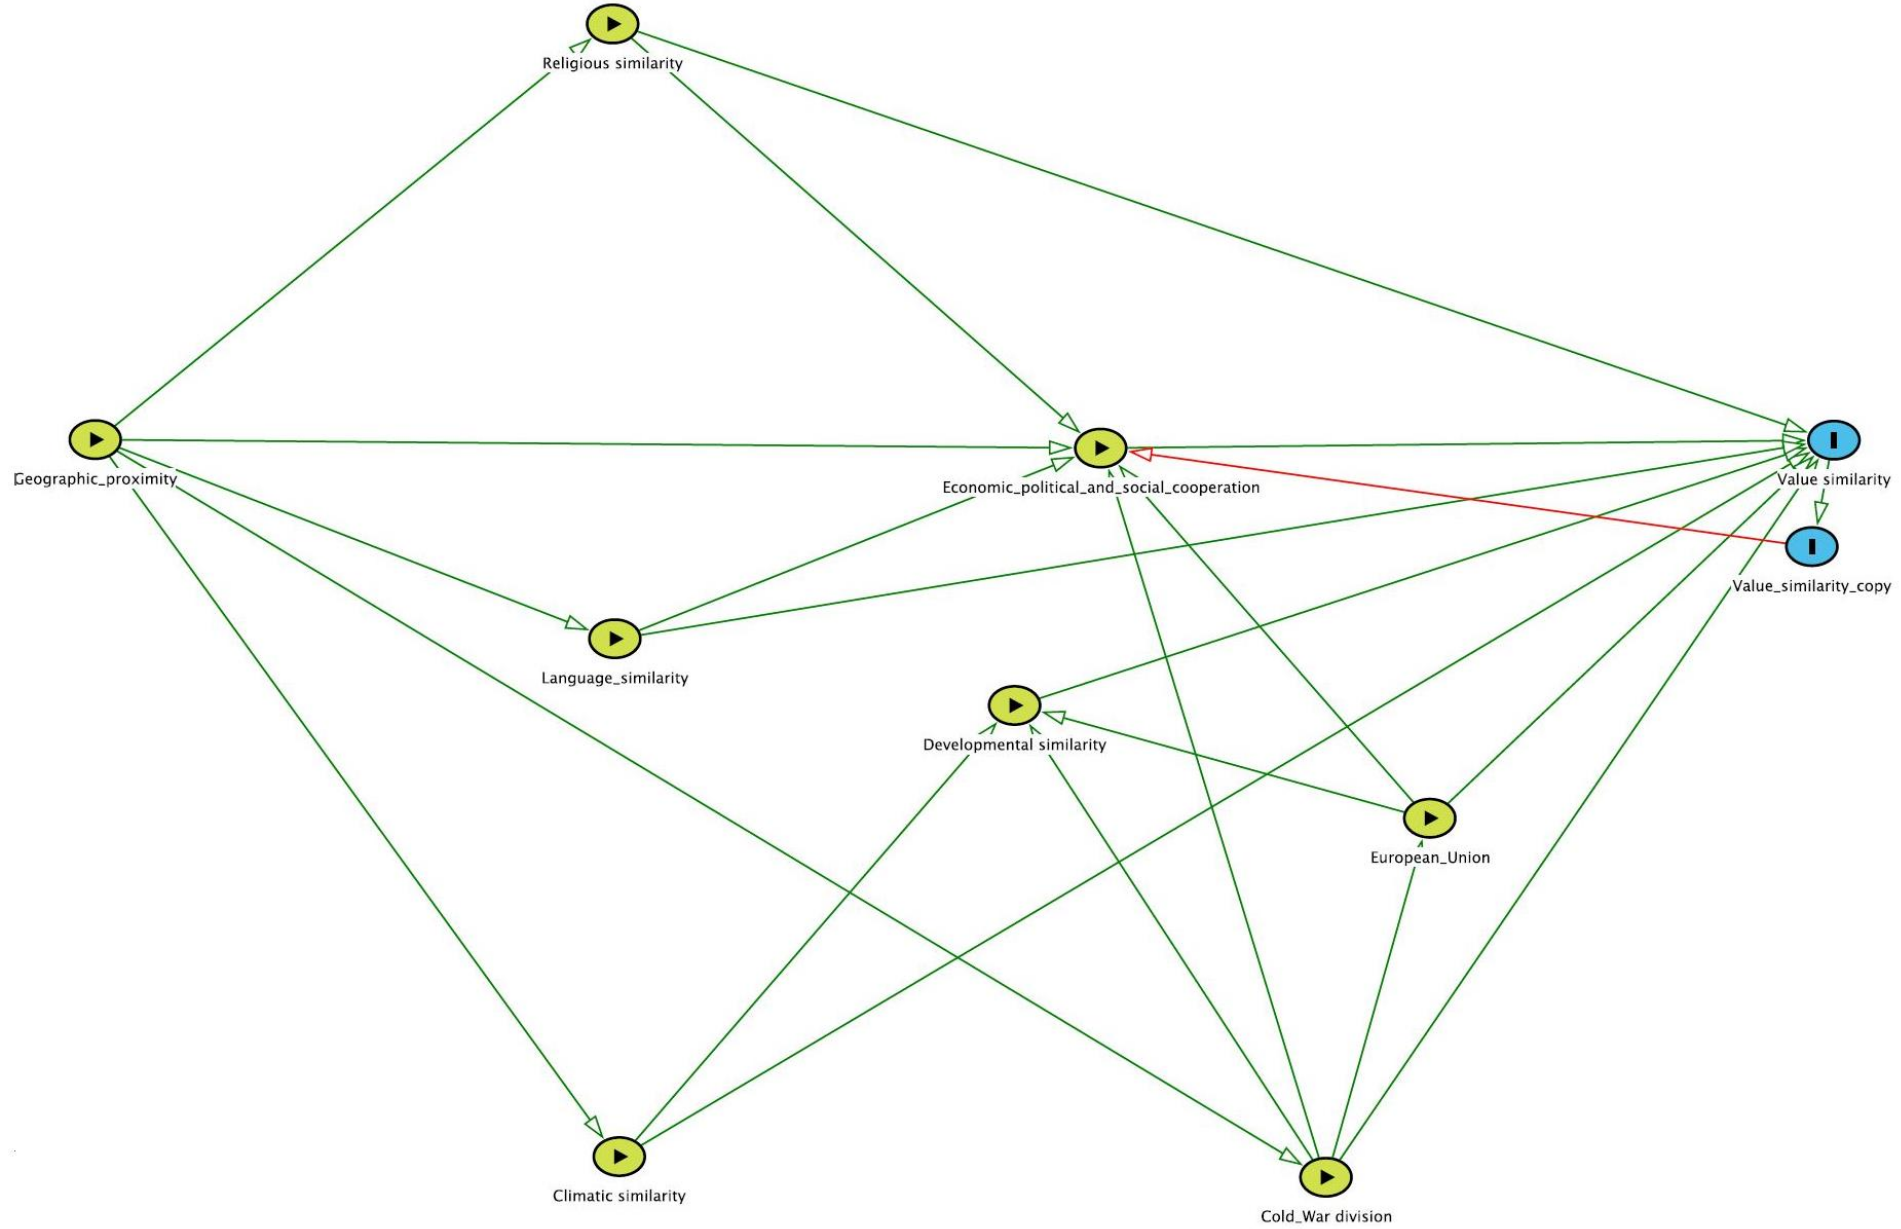 Religious similarity
Geographic_proximity
Economic_political_and_social_cooperation
Value similarity
Value_similarity_copy
Language_similarity
Developmental similarity
European_Union
Climatic similarity
Cold_War division